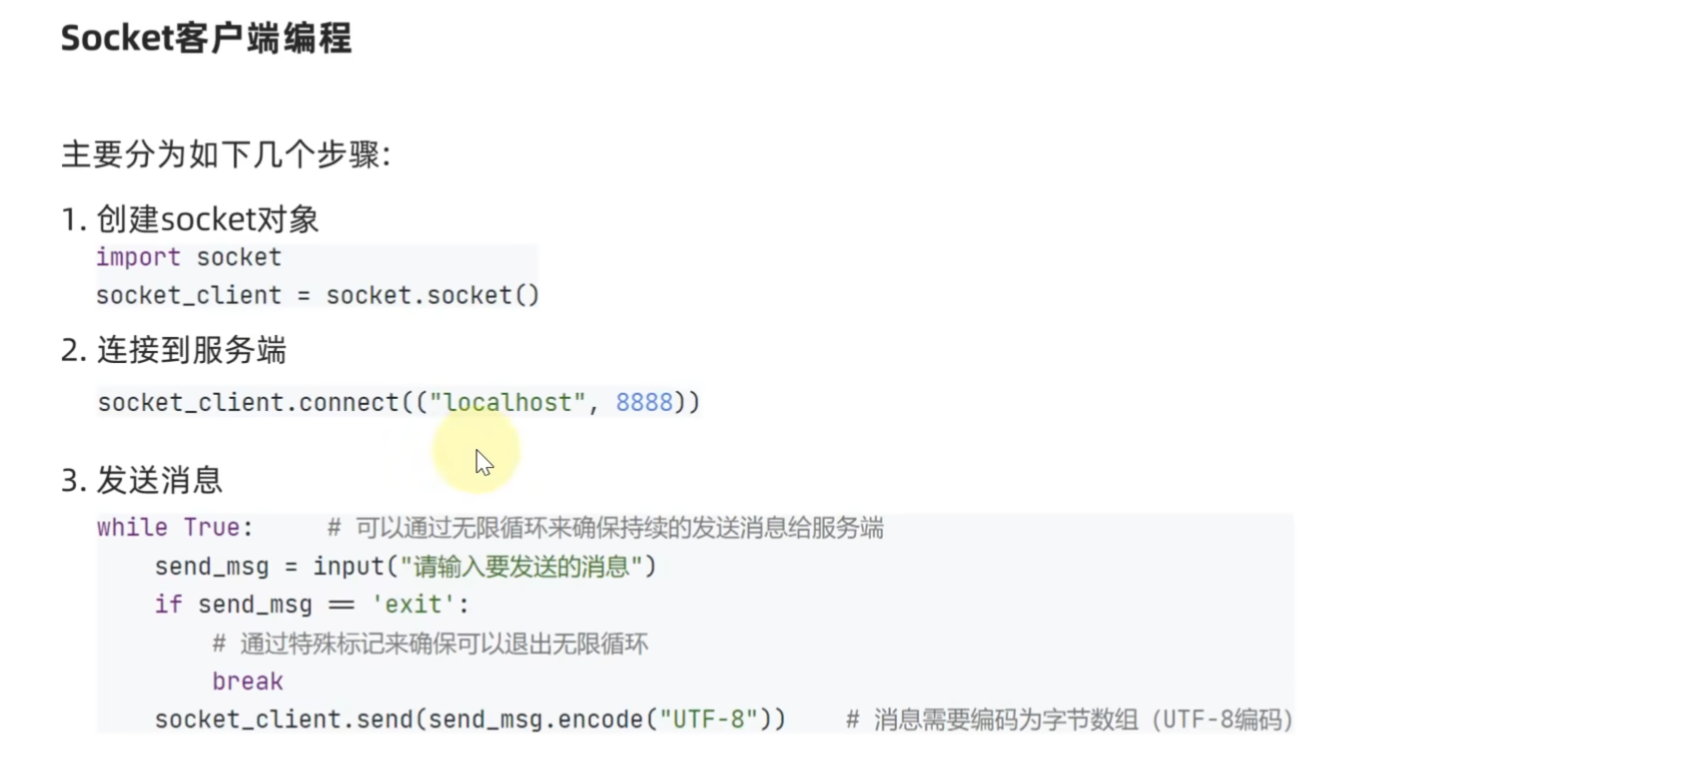 Socket客户端编程
主要分为如下几个步骤：
1. 创建socket对象
import socket
socket_client = socket.socket()
2. 连接到服务端
socket_client.connect(("localhost", 8888))
3. 发送消息
while True:     # 可以通过无限循环来确保持续的发送消息给服务端
    send_msg = input("请输入要发送的消息")
    if send_msg == 'exit':
        # 通过特殊标记来确保可以退出无限循环
        break
    socket_client.send(send_msg.encode("UTF-8"))    # 消息需要编码为字节数组（UTF-8编码）